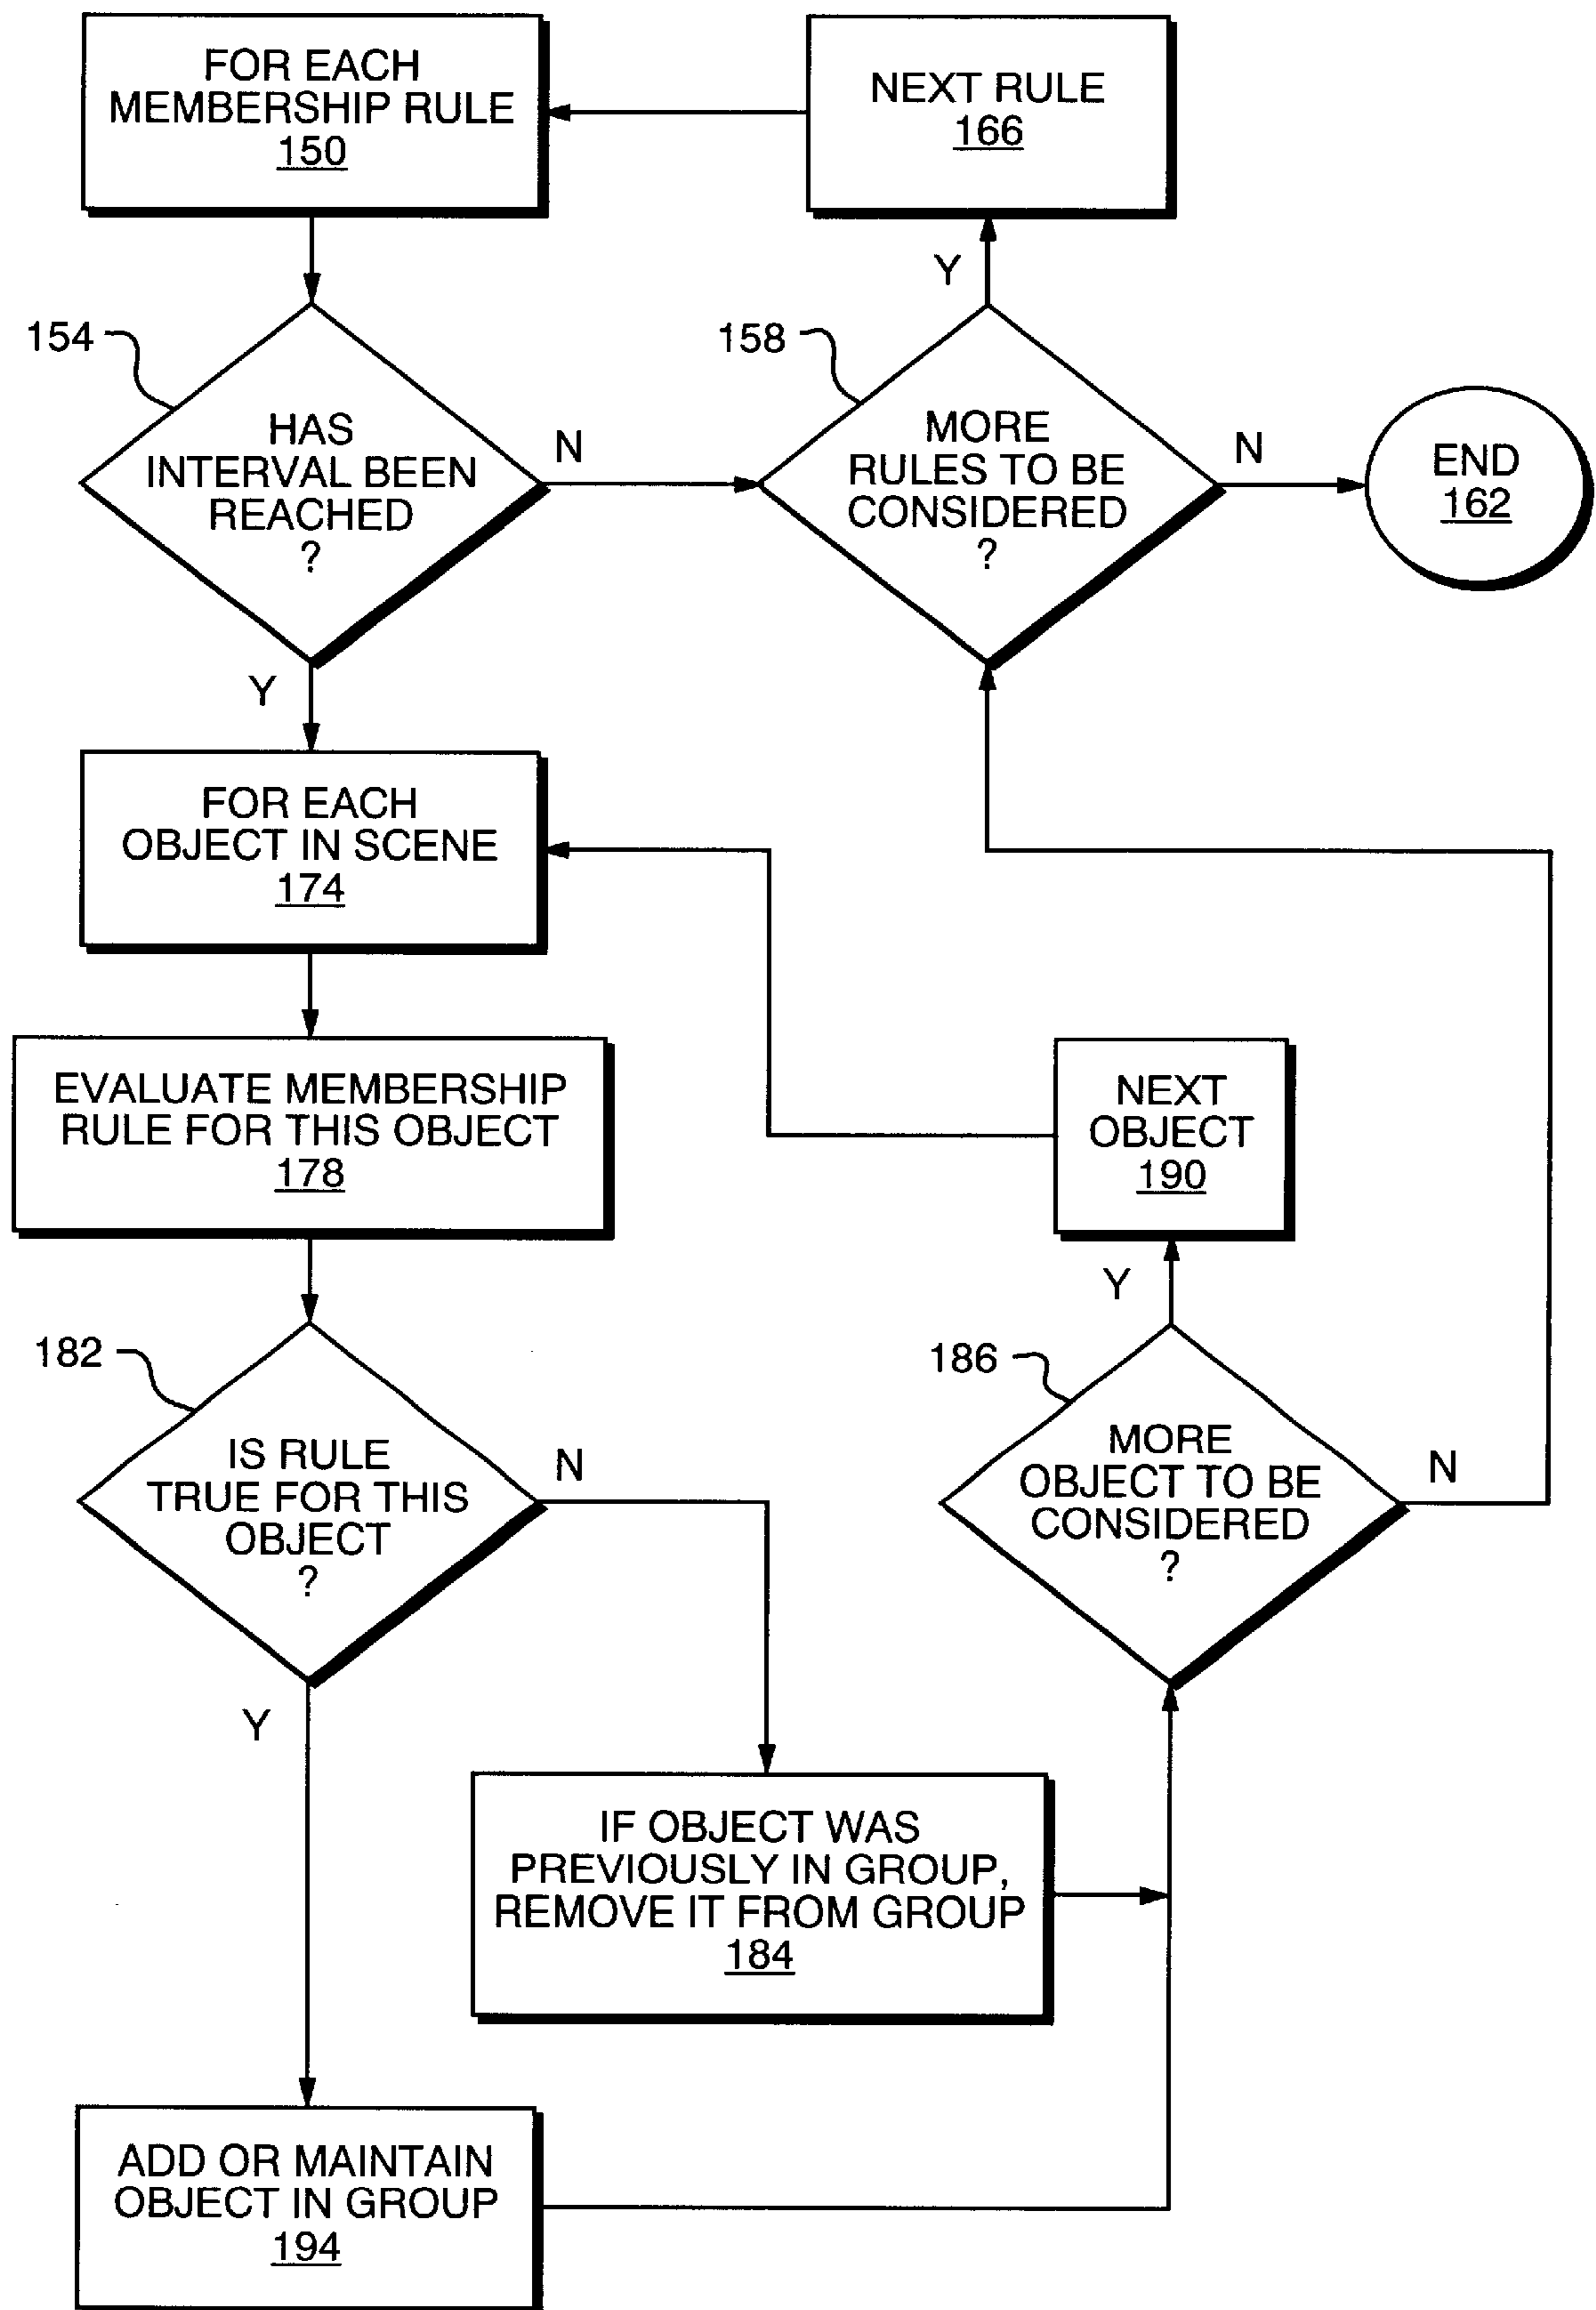 FOR EACH
MEMBERSHIP RULE
150
NEXT RULE
166
Y
154
HAS
INTERVAL BEEN
REACHED
?
N
158
MORE
RULES TO BE
CONSIDERED
?
N
END
162
Y
FOR EACH
OBJECT IN SCENE
174
EVALUATE MEMBERSHIP
RULE FOR THIS OBJECT
178
NEXT
OBJECT
190
Y
182
IS RULE
TRUE FOR THIS
OBJECT
?
N
186
MORE
OBJECT TO BE
CONSIDERED
?
N
Y
IF OBJECT WAS
PREVIOUSLY IN GROUP,
REMOVE IT FROM GROUP
184
ADD OR MAINTAIN
OBJECT IN GROUP
194